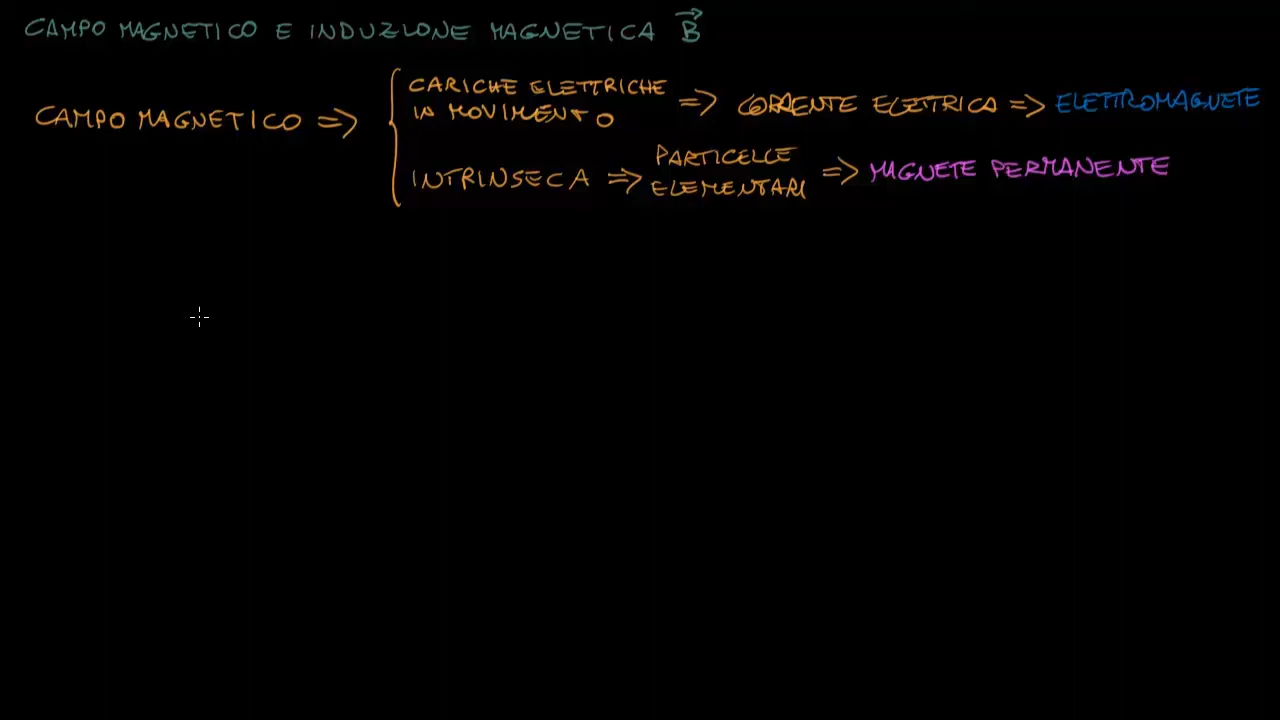 CAMPO MAGNETICO E INDUZIONE MAGNETICA B⃗
CAMPO MAGNETICO ⇒
CARICHE ELETTRICHE
IN MOVIMENTO
⇒ CORRENTE ELETTRICA ⇒ ELETTROMAGNETE
INTRINSECA ⇒
PARTICELLE
ELEMENTARI
⇒ MAGNETE PERMANENTE